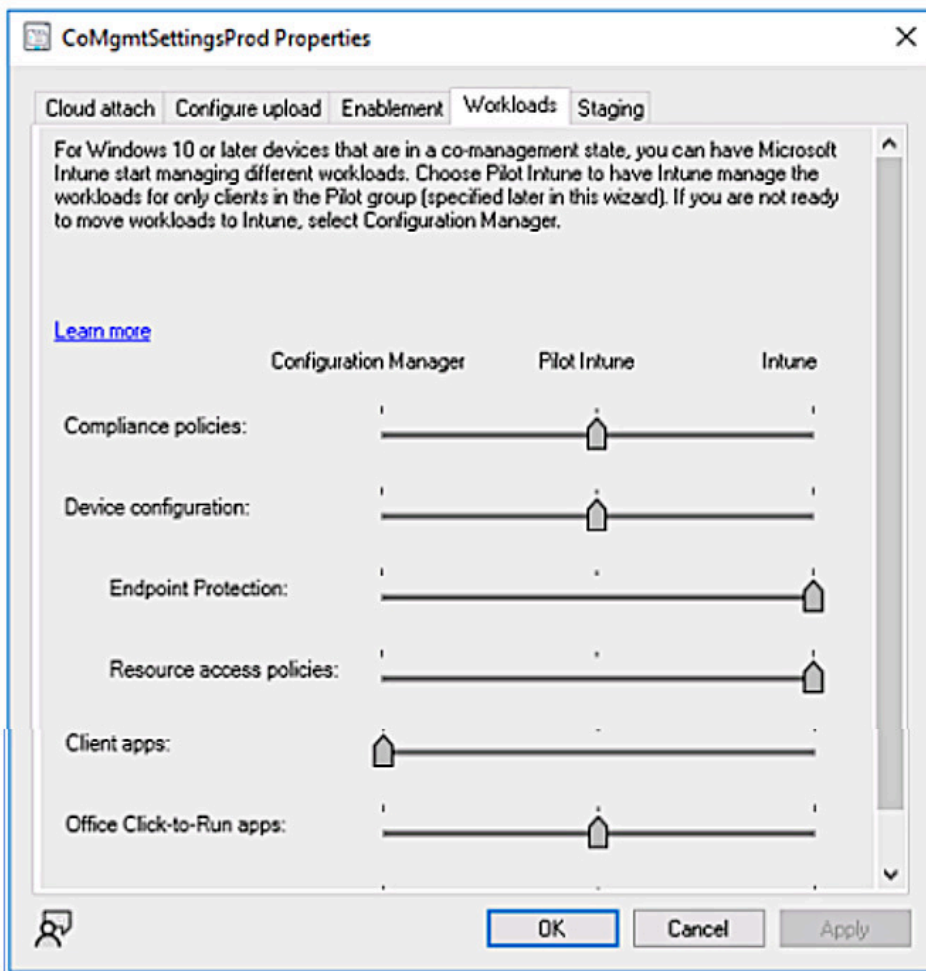 CoMgmtSettingsProd Properties
Cloud attach Configure upload Enablement Workloads Staging
For Windows 10 or later devices that are in a co-management state, you can have Microsoft
Intune start managing different workloads. Choose Pilot Intune to have Intune manage the
workloads for only clients in the Pilot group (specified later in this wizard). If you are not ready
to move workloads to Intune, select Configuration Manager.
Learn more
Configuration Manager Pilot Intune Intune
Compliance policies:
Device configuration:
Endpoint Protection:
Resource access policies:
Client apps:
Office Click-to-Run apps:
OK Cancel Apply